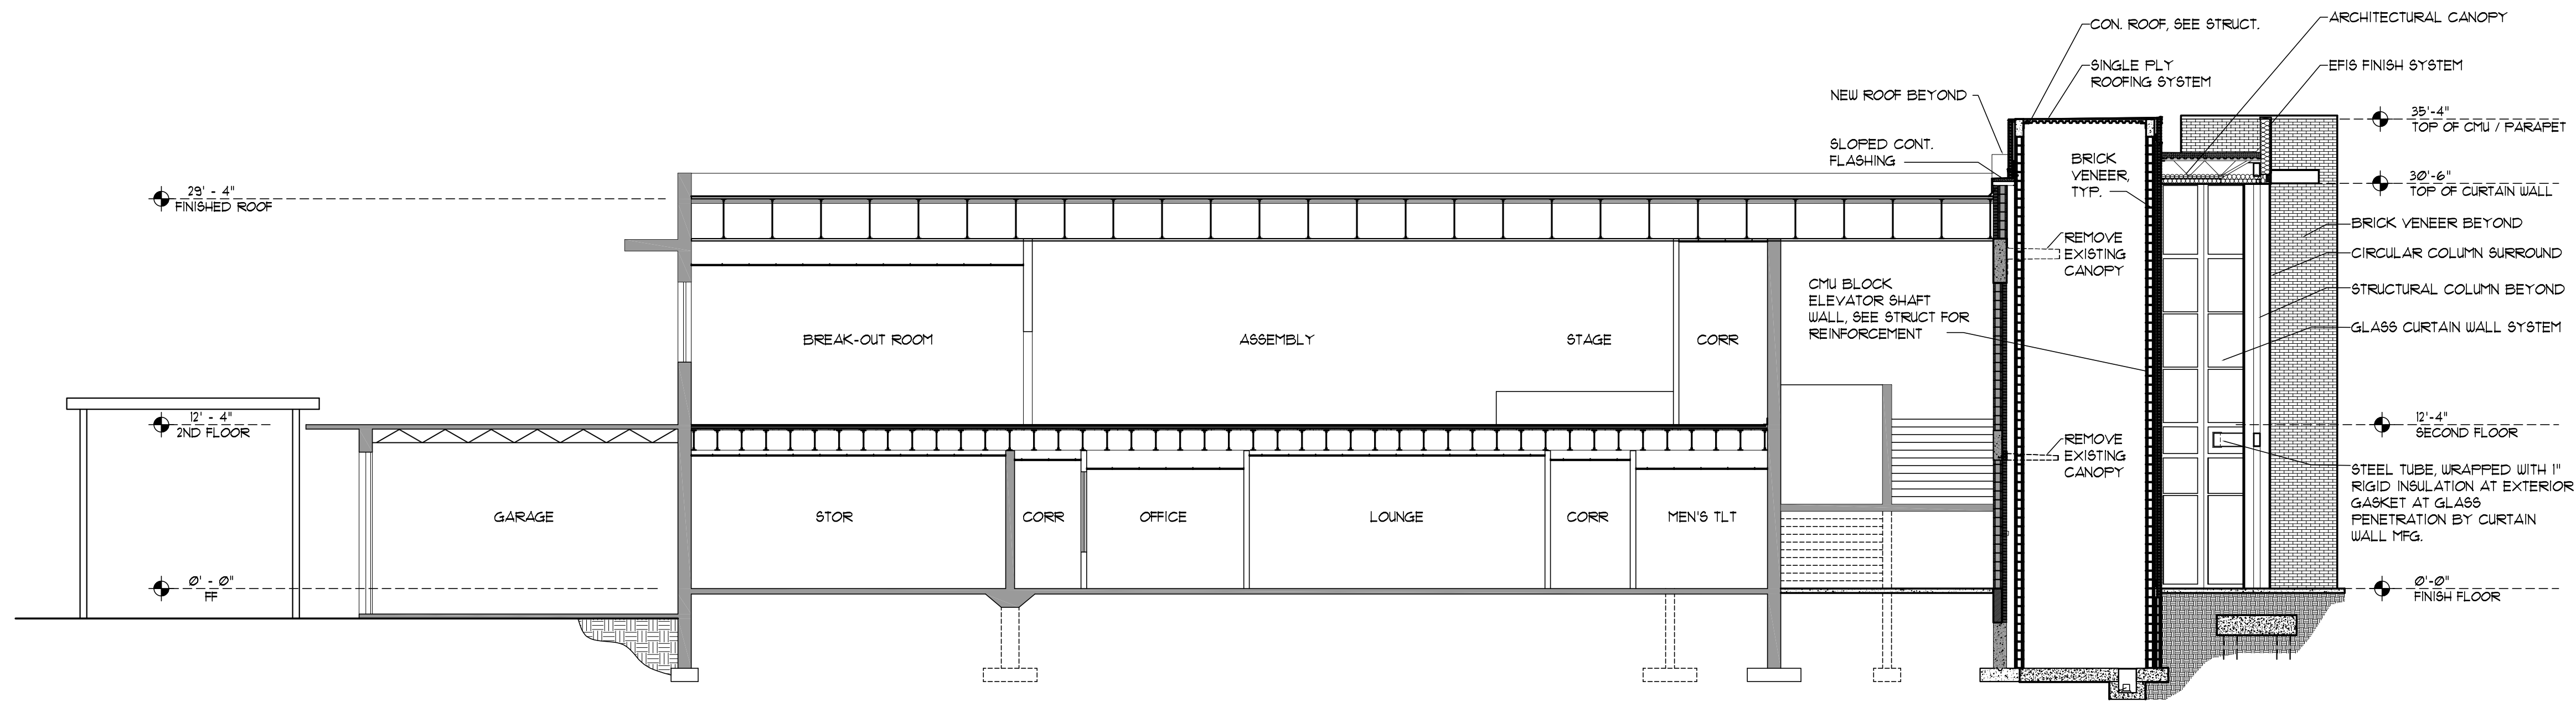 CON. ROOF, SEE STRUCT.
ARCHITECTURAL CANOPY
SINGLE PLY
ROOFING SYSTEM
EFIS FINISH SYSTEM
NEW ROOF BEYOND
35'-4"
TOP OF CMU / PARAPET
SLOPED CONT.
FLASHING
BRICK
VENEER,
TYP.
30'-6"
TOP OF CURTAIN WALL
29' - 4"
FINISHED ROOF
BRICK VENEER BEYOND
REMOVE
EXISTING
CANOPY
CIRCULAR COLUMN SURROUND
CMU BLOCK
ELEVATOR SHAFT
WALL, SEE STRUCT FOR
REINFORCEMENT
STRUCTURAL COLUMN BEYOND
GLASS CURTAIN WALL SYSTEM
BREAK-OUT ROOM
ASSEMBLY
STAGE
CORR
12' - 4"
2ND FLOOR
12'-4"
SECOND FLOOR
REMOVE
EXISTING
CANOPY
STEEL TUBE, WRAPPED WITH 1"
RIGID INSULATION AT EXTERIOR
GASKET AT GLASS
PENETRATION BY CURTAIN
WALL MFG.
GARAGE
STOR
CORR
OFFICE
LOUNGE
CORR
MEN'S TLT
0' - 0"
FF
0'-0"
FINISH FLOOR